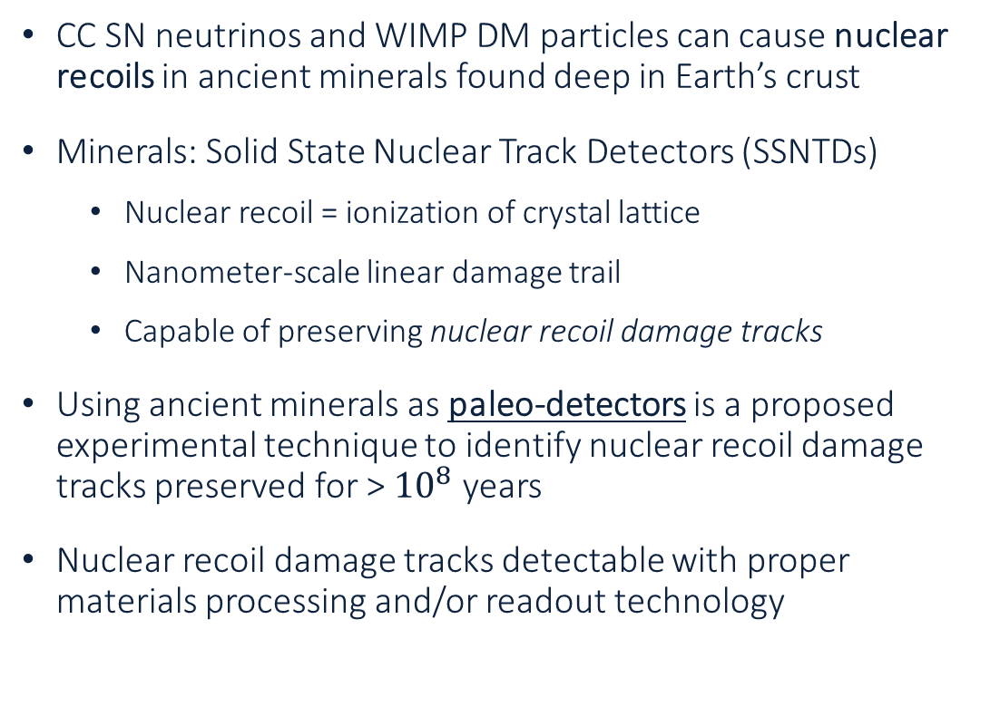 • CC SN neutrinos and WIMP DM particles can cause nuclear
recoils in ancient minerals found deep in Earth’s crust
• Minerals: Solid State Nuclear Track Detectors (SSNTDs)
• Nuclear recoil = ionization of crystal lattice
• Nanometer-scale linear damage trail
• Capable of preserving nuclear recoil damage tracks
• Using ancient minerals as paleo-detectors is a proposed
experimental technique to identify nuclear recoil damage
tracks preserved for > 10⁸ years
• Nuclear recoil damage tracks detectable with proper
materials processing and/or readout technology